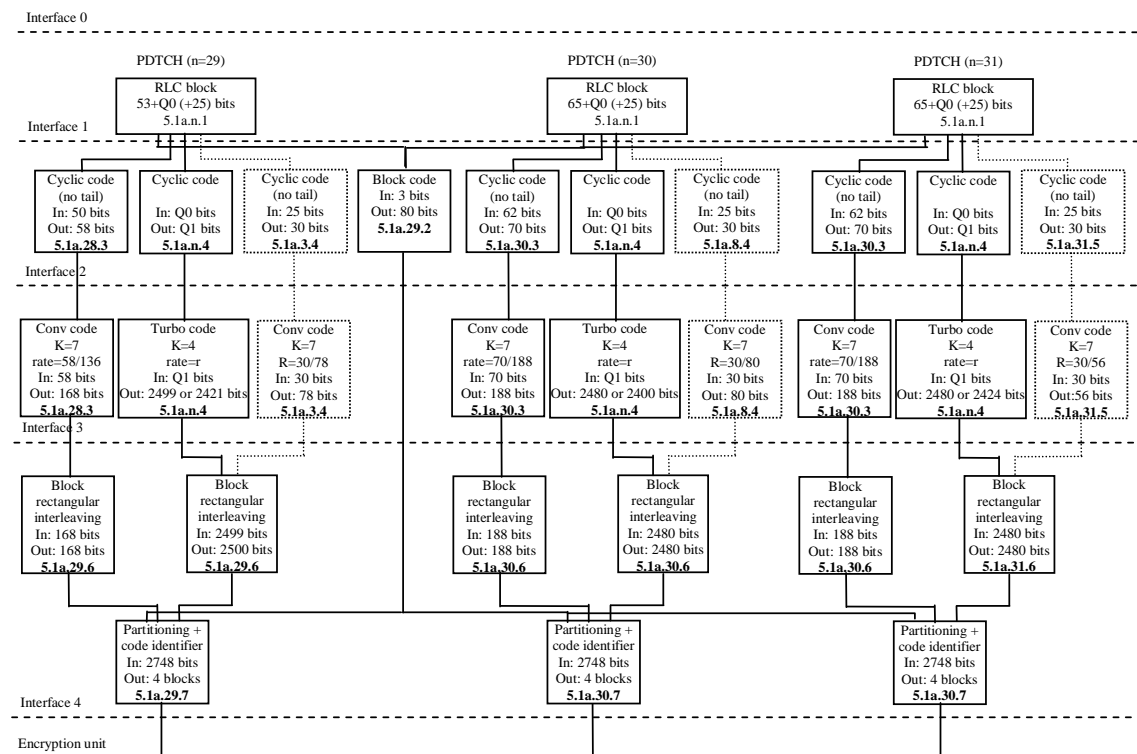 Interface 0
PDTCH (n=29)
PDTCH (n=30)
PDTCH (n=31)
RLC block
53+Q0 (+25) bits
5.1a.n.1
RLC block
65+Q0 (+25) bits
5.1a.n.1
RLC block
65+Q0 (+25) bits
5.1a.n.1
Interface 1
Cyclic code
(no tail)
In: 50 bits
Out: 58 bits
5.1a.28.3
Cyclic code
In: Q0 bits
Out: Q1 bits
5.1a.n.4
Cyclic code
(no tail)
In: 25 bits
Out: 30 bits
5.1a.3.4
Block code
In: 3 bits
Out: 80 bits
5.1a.29.2
Cyclic code
(no tail)
In: 62 bits
Out: 70 bits
5.1a.30.3
Cyclic code
In: Q0 bits
Out: Q1 bits
5.1a.n.4
Cyclic code
(no tail)
In: 25 bits
Out: 30 bits
5.1a.8.4
Cyclic code
(no tail)
In: 62 bits
Out: 70 bits
5.1a.30.3
Cyclic code
In: Q0 bits
Out: Q1 bits
5.1a.n.4
Cyclic code
(no tail)
In: 25 bits
Out: 30 bits
5.1a.31.5
Interface 2
Conv code
K=7
rate=58/136
In: 58 bits
Out: 168 bits
5.1a.28.3
Turbo code
K=4
rate=r
In: Q1 bits
Out: 2499 or 2421 bits
5.1a.n.4
Conv code
K=7
R=30/78
In: 30 bits
Out: 78 bits
5.1a.3.4
Conv code
K=7
rate=70/188
In: 70 bits
Out: 188 bits
5.1a.30.3
Turbo code
K=4
rate=r
In: Q1 bits
Out: 2480 or 2400 bits
5.1a.n.4
Conv code
K=7
R=30/80
In: 30 bits
Out: 80 bits
5.1a.8.4
Conv code
K=7
rate=70/188
In: 70 bits
Out: 188 bits
5.1a.30.3
Turbo code
K=4
rate=r
In: Q1 bits
Out: 2480 or 2424 bits
5.1a.n.4
Conv code
K=7
R=30/56
In: 30 bits
Out:56 bits
5.1a.31.5
Interface 3
Block
rectangular
interleaving
In: 168 bits
Out: 168 bits
5.1a.29.6
Block
rectangular
interleaving
In: 2499 bits
Out: 2500 bits
5.1a.29.6
Block
rectangular
interleaving
In: 188 bits
Out: 188 bits
5.1a.30.6
Block
rectangular
interleaving
In: 2480 bits
Out: 2480 bits
5.1a.30.6
Block
rectangular
interleaving
In: 188 bits
Out: 188 bits
5.1a.30.6
Block
rectangular
interleaving
In: 2480 bits
Out: 2480 bits
5.1a.31.6
Partitioning +
code identifier
In: 2748 bits
Out: 4 blocks
5.1a.29.7
Partitioning +
code identifier
In: 2748 bits
Out: 4 blocks
5.1a.30.7
Partitioning +
code identifier
In: 2748 bits
Out: 4 blocks
5.1a.30.7
Interface 4
Encryption unit